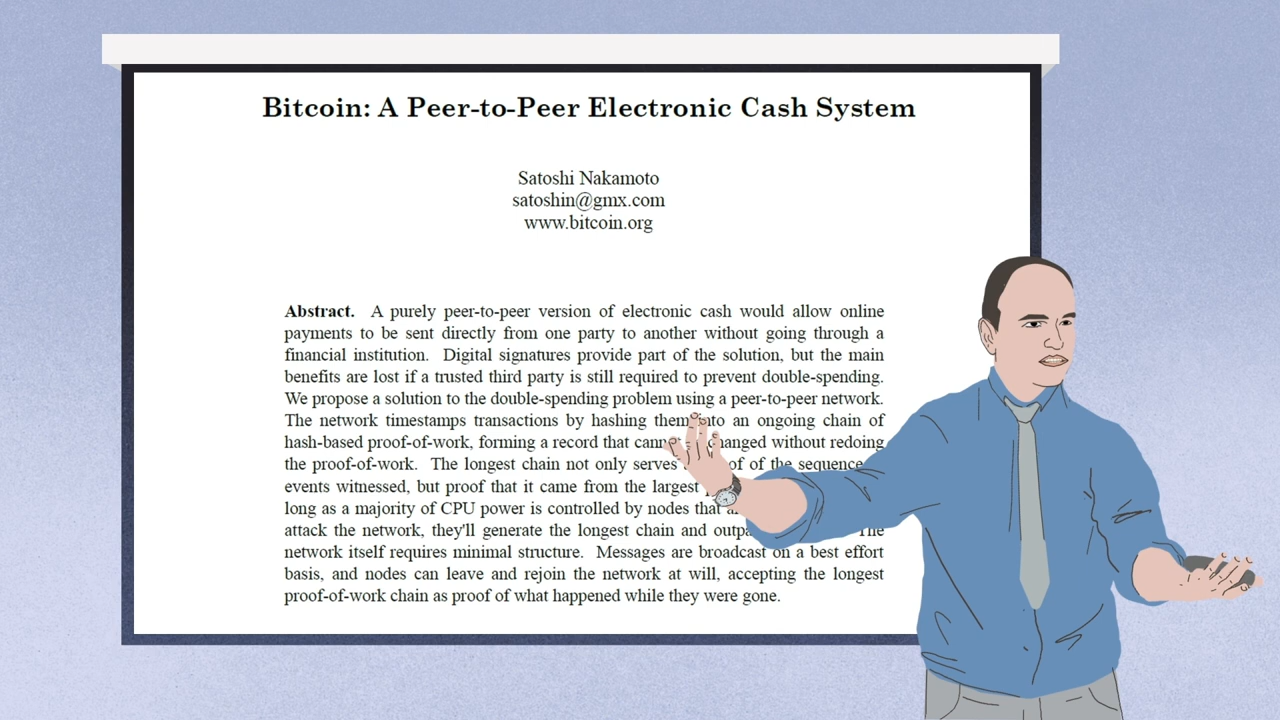 Bitcoin: A Peer-to-Peer Electronic Cash System
Satoshi Nakamoto
satoshin@gmx.com
www.bitcoin.org
Abstract. A purely peer-to-peer version of electronic cash would allow online
payments to be sent directly from one party to another without going through a
financial institution. Digital signatures provide part of the solution, but the main
benefits are lost if a trusted third party is still required to prevent double-spending.
We propose a solution to the double-spending problem using a peer-to-peer network.
The network timestamps transactions by hashing them into an ongoing chain of
hash-based proof-of-work, forming a record that changed without redoing
the proof-of-work. The longest chain not only serves of the sequence
events witnessed, but proof that it came from the largest
long as a majority of CPU power is controlled by nodes that
attack the network, they'll generate the longest chain and The
network itself requires minimal structure. Messages are broadcast on a best effort
basis, and nodes can leave and rejoin the network at will, accepting the longest
proof-of-work chain as proof of what happened while they were gone.